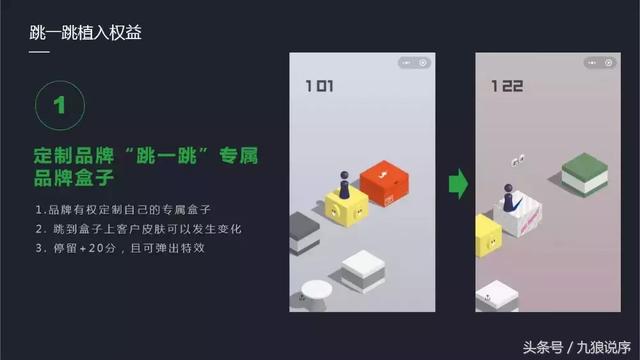 跳一跳植入权益
1
定制品牌“跳一跳”专属
品牌盒子
1.品牌有权定制自己的专属盒子
2. 跳到盒子上客户皮肤可以发生变化
3. 停留+20分，且可弹出特效
101
122
头条号 / 九狼说序